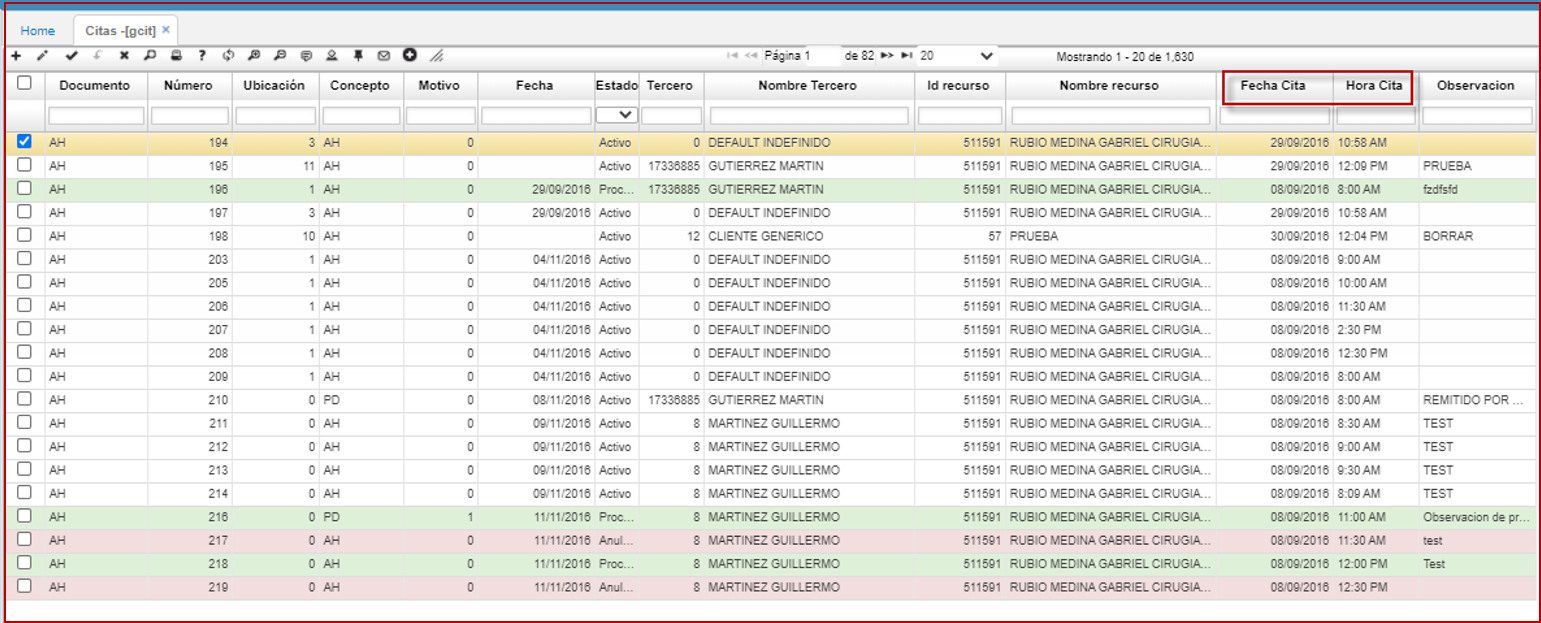 Home Citas -[gcit] ×
Página 1 de 82 20 Mostrando 1 - 20 de 1,630
Documento Número Ubicación Concepto Motivo Fecha Estado Tercero Nombre Tercero Id recurso Nombre recurso Fecha Cita Hora Cita Observacion
AH 194 3 AH 0 Activo 0 DEFAULT INDEFINIDO 511591 RUBIO MEDINA GABRIEL CIRUGIA... 29/09/2016 10:58 AM
AH 195 11 AH 0 Activo 17336885 GUTIERREZ MARTIN 511591 RUBIO MEDINA GABRIEL CIRUGIA... 29/09/2016 12:09 PM PRUEBA
AH 196 1 AH 0 29/09/2016 Proc... 17336885 GUTIERREZ MARTIN 511591 RUBIO MEDINA GABRIEL CIRUGIA... 08/09/2016 8:00 AM fzdfsfd
AH 197 3 AH 0 29/09/2016 Activo 0 DEFAULT INDEFINIDO 511591 RUBIO MEDINA GABRIEL CIRUGIA... 29/09/2016 10:58 AM
AH 198 10 AH 0 Activo 12 CLIENTE GENERICO 57 PRUEBA 30/09/2016 12:04 PM BORRAR
AH 203 1 AH 0 04/11/2016 Activo 0 DEFAULT INDEFINIDO 511591 RUBIO MEDINA GABRIEL CIRUGIA... 08/09/2016 9:00 AM
AH 205 1 AH 0 04/11/2016 Activo 0 DEFAULT INDEFINIDO 511591 RUBIO MEDINA GABRIEL CIRUGIA... 08/09/2016 10:00 AM
AH 206 1 AH 0 04/11/2016 Activo 0 DEFAULT INDEFINIDO 511591 RUBIO MEDINA GABRIEL CIRUGIA... 08/09/2016 11:30 AM
AH 207 1 AH 0 04/11/2016 Activo 0 DEFAULT INDEFINIDO 511591 RUBIO MEDINA GABRIEL CIRUGIA... 08/09/2016 2:30 PM
AH 208 1 AH 0 04/11/2016 Activo 0 DEFAULT INDEFINIDO 511591 RUBIO MEDINA GABRIEL CIRUGIA... 08/09/2016 12:30 PM
AH 209 1 AH 0 04/11/2016 Activo 0 DEFAULT INDEFINIDO 511591 RUBIO MEDINA GABRIEL CIRUGIA... 08/09/2016 8:00 AM
AH 210 0 PD 0 08/11/2016 Activo 17336885 GUTIERREZ MARTIN 511591 RUBIO MEDINA GABRIEL CIRUGIA... 08/09/2016 8:00 AM REMITIDO POR ...
AH 211 0 AH 0 09/11/2016 Activo 8 MARTINEZ GUILLERMO 511591 RUBIO MEDINA GABRIEL CIRUGIA... 08/09/2016 8:30 AM TEST
AH 212 0 AH 0 09/11/2016 Activo 8 MARTINEZ GUILLERMO 511591 RUBIO MEDINA GABRIEL CIRUGIA... 08/09/2016 9:00 AM TEST
AH 213 0 AH 0 09/11/2016 Activo 8 MARTINEZ GUILLERMO 511591 RUBIO MEDINA GABRIEL CIRUGIA... 08/09/2016 9:30 AM TEST
AH 214 0 AH 0 09/11/2016 Activo 8 MARTINEZ GUILLERMO 511591 RUBIO MEDINA GABRIEL CIRUGIA... 08/09/2016 8:09 AM TEST
AH 216 0 PD 1 11/11/2016 Proc... 8 MARTINEZ GUILLERMO 511591 RUBIO MEDINA GABRIEL CIRUGIA... 08/09/2016 11:00 AM Observacion de pr...
AH 217 0 AH 0 11/11/2016 Anul... 8 MARTINEZ GUILLERMO 511591 RUBIO MEDINA GABRIEL CIRUGIA... 08/09/2016 11:30 AM test
AH 218 0 AH 0 11/11/2016 Proc... 8 MARTINEZ GUILLERMO 511591 RUBIO MEDINA GABRIEL CIRUGIA... 08/09/2016 12:00 PM Test
AH 219 0 AH 0 11/11/2016 Anul... 8 MARTINEZ GUILLERMO 511591 RUBIO MEDINA GABRIEL CIRUGIA... 08/09/2016 12:30 PM